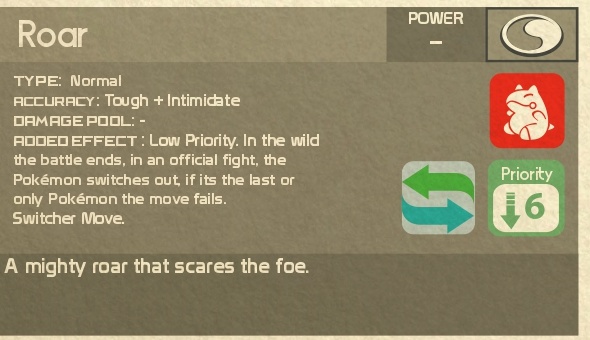 Roar
POWER
–
TYPE: Normal
ACCURACY: Tough + Intimidate
DAMAGE POOL: -
ADDED EFFECT: Low Priority. In the wild
the battle ends, in an official fight, the
Pokémon switches out, if its the last or
only Pokémon the move fails.
Switcher Move.
Priority
6
A mighty roar that scares the foe.